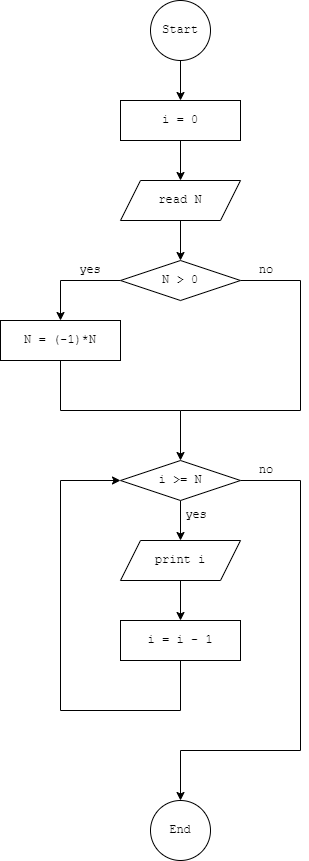 Start
i = 0
read N
N > 0
yes
no
N = (-1)*N
i >= N
no
yes
print i
i = i - 1
End